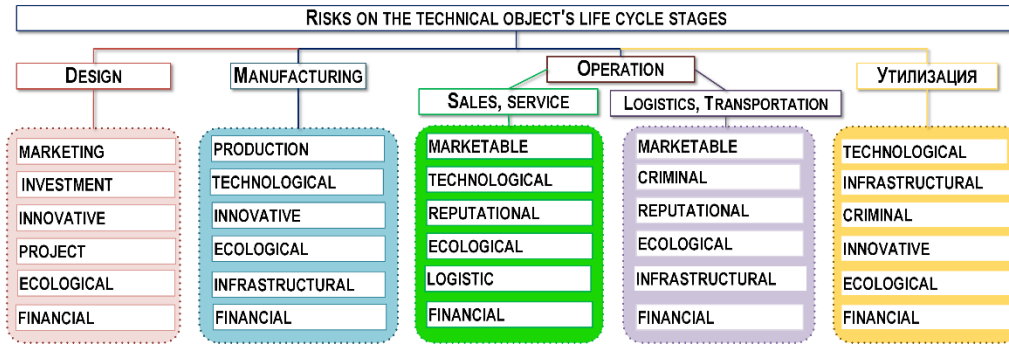 RISKS ON THE TECHNICAL OBJECT'S LIFE CYCLE STAGES
DESIGN
MANUFACTURING
OPERATION
УТИЛИЗАЦИЯ
SALES, SERVICE
LOGISTICS, TRANSPORTATION
MARKETING
INVESTMENT
INNOVATIVE
PROJECT
ECOLOGICAL
FINANCIAL
PRODUCTION
TECHNOLOGICAL
INNOVATIVE
ECOLOGICAL
INFRASTRUCTURAL
FINANCIAL
MARKETABLE
TECHNOLOGICAL
REPUTATIONAL
ECOLOGICAL
LOGISTIC
FINANCIAL
MARKETABLE
CRIMINAL
REPUTATIONAL
ECOLOGICAL
INFRASTRUCTURAL
FINANCIAL
TECHNOLOGICAL
INFRASTRUCTURAL
CRIMINAL
INNOVATIVE
ECOLOGICAL
FINANCIAL